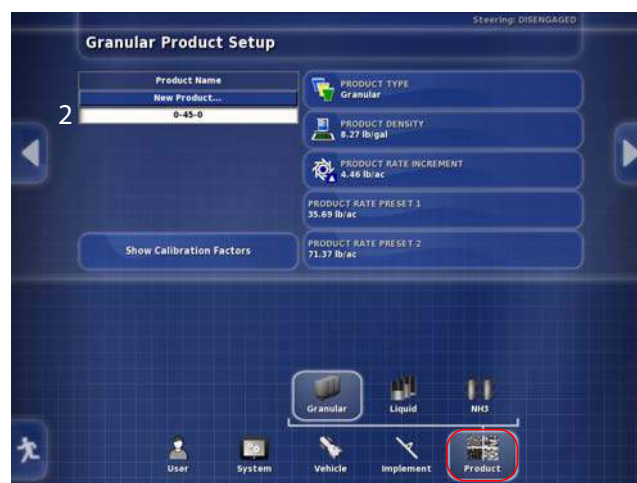 Steering: DISENGAGED
Granular Product Setup
Product Name
New Product...
2
0-45-0
PRODUCT TYPE
Granular
PRODUCT DENSITY
8.27 lb/gal
PRODUCT RATE INCREMENT
4.46 lb/ac
PRODUCT RATE PRESET 1
35.69 lb/ac
Show Calibration Factors
PRODUCT RATE PRESET 2
71.37 lb/ac
Granular
Liquid
NH3
User
System
Vehicle
Implement
Product